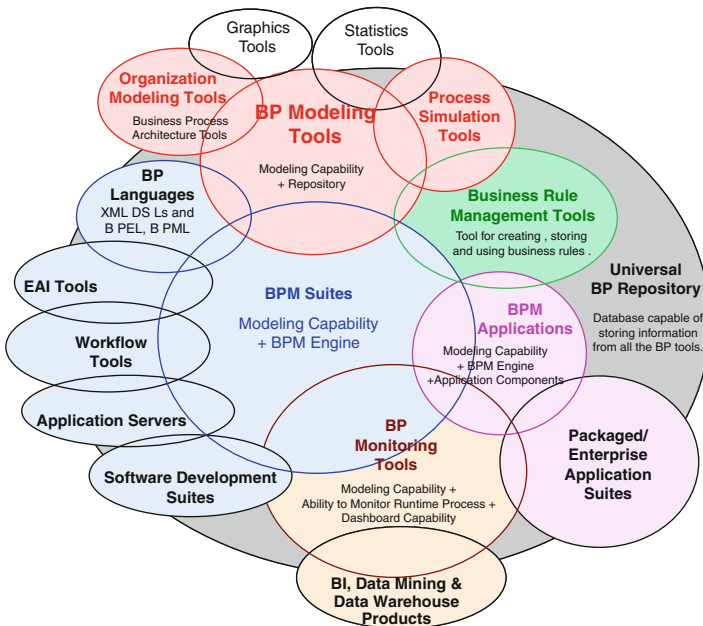 Graphics
Tools
Statistics
Tools
Organization
Modeling Tools
Business Process
Architecture Tools
BP Modeling
Tools
Modeling Capability
+ Repository
Process
Simulation
Tools
BP
Languages
XML DS Ls and
B PEL, B PML
Business Rule
Management Tools
Tool for creating , storing
and using business rules .
EAI Tools
BPM Suites
Modeling Capability
+ BPM Engine
Universal
BP Repository
Database capable of
storing information
from all the BP tools.
BPM
Applications
Modeling Capability
+ BPM Engine
+Application Components
Workflow
Tools
Application Servers
Software Development
Suites
BP
Monitoring
Tools
Modeling Capability +
Ability to Monitor Runtime Process +
Dashboard Capability
Packaged/
Enterprise
Application
Suites
BI, Data Mining &
Data Warehouse
Products